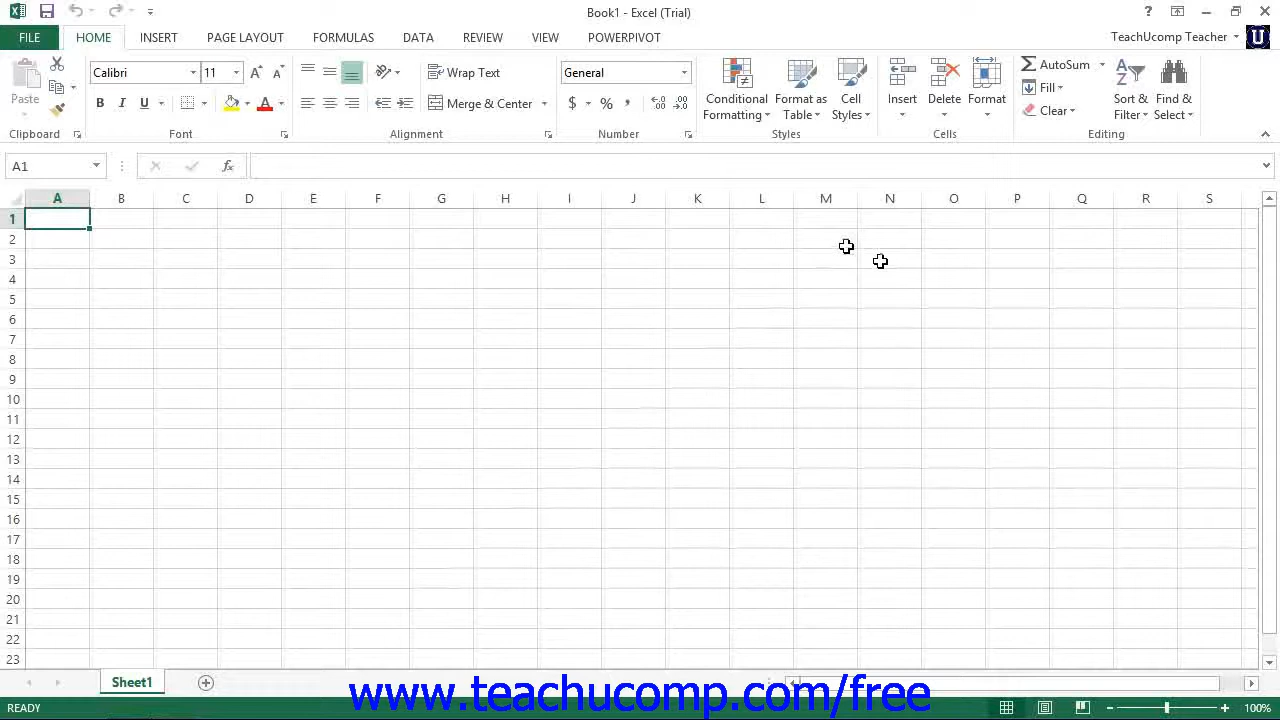 Book1 - Excel (Trial)
FILE HOME INSERT PAGE LAYOUT FORMULAS DATA REVIEW VIEW POWERPIVOT TeachUcomp Teacher U
Paste
Calibri 11
B I U
A A A
Wrap Text
Merge & Center
General
$ % ,
Conditional Formatting
Format as Table
Cell Styles
Insert Delete Format
AutoSum
Fill
Clear
Sort & Filter
Find & Select
Clipboard Font Alignment Number Styles Cells Editing
A1 fx
A B C D E F G H I J K L M N O P Q R S
1
2
3
4
5
6
7
8
9
10
11
12
13
14
15
16
17
18
19
20
21
22
23
Sheet1
www.teachucomp.com/free
READY 100%